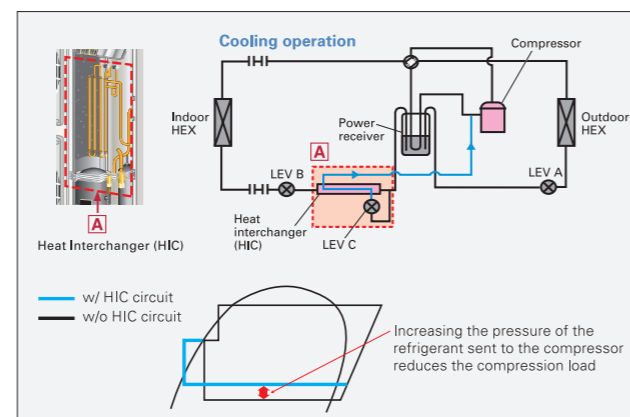 Cooling operation
Compressor
Indoor
HEX
Power
receiver
Outdoor
HEX
A
LEV B
LEV A
A
Heat
interchanger
(HIC)
LEV C
Heat Interchanger (HIC)
w/ HIC circuit
w/o HIC circuit
Increasing the pressure of the
refrigerant sent to the compressor
reduces the compression load